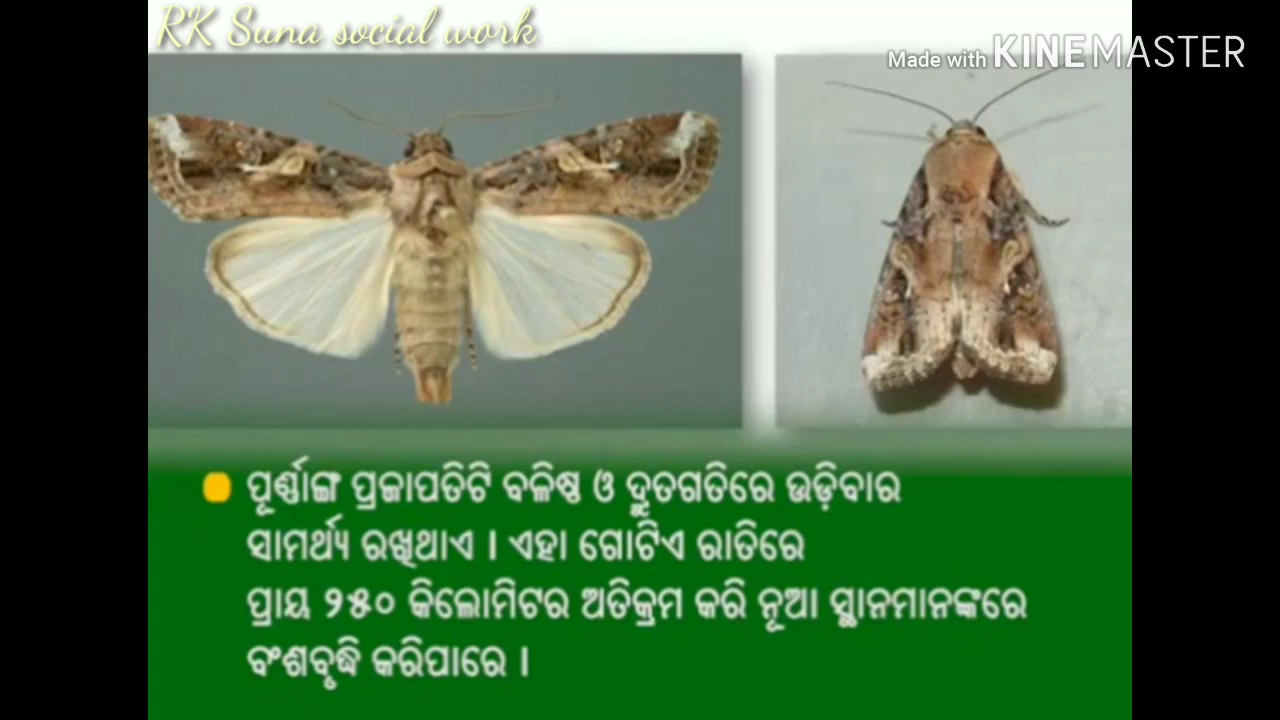 RK Suna social work
Made with KINEMASTER
ପୂର୍ଣ୍ଣାଙ୍ଗ ପ୍ରଜାପତିଟି ବଳିଷ୍ଠ ଓ ଦ୍ରୁତଗତିରେ ଉଡ଼ିବାର
ସାମର୍ଥ୍ୟ ରଖିଥାଏ । ଏହା ଗୋଟିଏ ରାତିରେ
ପ୍ରାୟ ୨୫୦ କିଲୋମିଟର ଅତିକ୍ରମ କରି ନୂଆ ସ୍ଥାନମାନଙ୍କରେ
ବଂଶବୃଦ୍ଧି କରିପାରେ ।